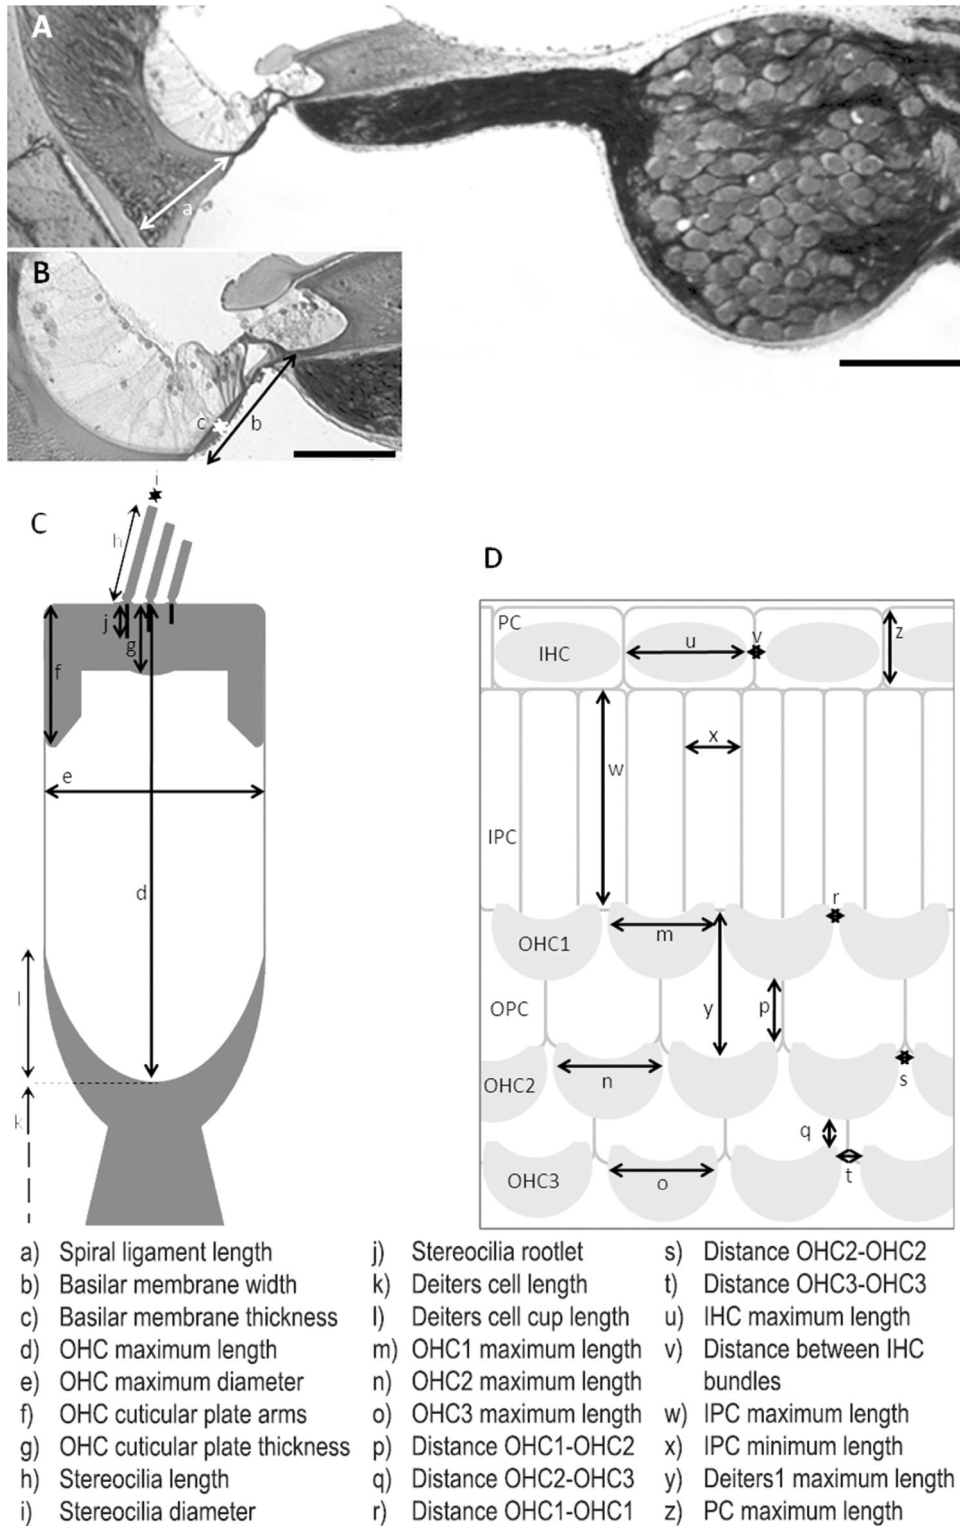 A
a
B
c
b
C
i
h
j
g
f
e
d
l
k
D
PC
IHC
u
v
z
x
w
IPC
r
OHC1
m
OPC
y
p
OHC2
n
s
q
OHC3
o
t
a) Spiral ligament length
b) Basilar membrane width
c) Basilar membrane thickness
d) OHC maximum length
e) OHC maximum diameter
f) OHC cuticular plate arms
g) OHC cuticular plate thickness
h) Stereocilia length
i) Stereocilia diameter
j) Stereocilia rootlet
k) Deiters cell length
l) Deiters cell cup length
m) OHC1 maximum length
n) OHC2 maximum length
o) OHC3 maximum length
p) Distance OHC1-OHC2
q) Distance OHC2-OHC3
r) Distance OHC1-OHC1
s) Distance OHC2-OHC2
t) Distance OHC3-OHC3
u) IHC maximum length
v) Distance between IHC
bundles
w) IPC maximum length
x) IPC minimum length
y) Deiters1 maximum length
z) PC maximum length